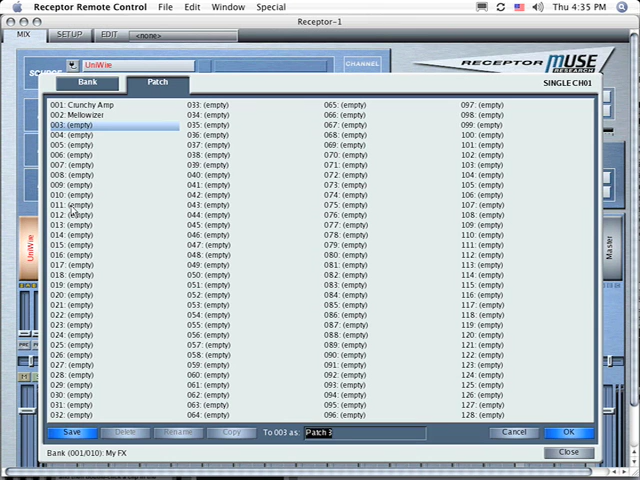 Receptor Remote Control File Edit Window Special Thu 4:35 PM
Receptor-1
MIX SETUP EDIT <none>
SOURCE UniWire CHANNEL RECEPTOR MUSE RESEARCH
Bank Patch SINGLE CH01
001: Crunchy Amp 033: (empty) 065: (empty) 097: (empty)
002: Mellowizer 034: (empty) 066: (empty) 098: (empty)
003: (empty) 035: (empty) 067: (empty) 099: (empty)
004: (empty) 036: (empty) 068: (empty) 100: (empty)
005: (empty) 037: (empty) 069: (empty) 101: (empty)
006: (empty) 038: (empty) 070: (empty) 102: (empty)
007: (empty) 039: (empty) 071: (empty) 103: (empty)
008: (empty) 040: (empty) 072: (empty) 104: (empty)
009: (empty) 041: (empty) 073: (empty) 105: (empty)
010: (empty) 042: (empty) 074: (empty) 106: (empty)
011: (empty) 043: (empty) 075: (empty) 107: (empty)
012: (empty) 044: (empty) 076: (empty) 108: (empty)
013: (empty) 045: (empty) 077: (empty) 109: (empty)
014: (empty) 046: (empty) 078: (empty) 110: (empty)
015: (empty) 047: (empty) 079: (empty) 111: (empty)
016: (empty) 048: (empty) 080: (empty) 112: (empty)
017: (empty) 049: (empty) 081: (empty) 113: (empty)
018: (empty) 050: (empty) 082: (empty) 114: (empty)
019: (empty) 051: (empty) 083: (empty) 115: (empty)
020: (empty) 052: (empty) 084: (empty) 116: (empty)
021: (empty) 053: (empty) 085: (empty) 117: (empty)
022: (empty) 054: (empty) 086: (empty) 118: (empty)
023: (empty) 055: (empty) 087: (empty) 119: (empty)
024: (empty) 056: (empty) 088: (empty) 120: (empty)
025: (empty) 057: (empty) 089: (empty) 121: (empty)
026: (empty) 058: (empty) 090: (empty) 122: (empty)
027: (empty) 059: (empty) 091: (empty) 123: (empty)
028: (empty) 060: (empty) 092: (empty) 124: (empty)
029: (empty) 061: (empty) 093: (empty) 125: (empty)
030: (empty) 062: (empty) 094: (empty) 126: (empty)
031: (empty) 063: (empty) 095: (empty) 127: (empty)
032: (empty) 064: (empty) 096: (empty) 128: (empty)
UniWire Master
Save Delete Rename Copy To 003 as: Patch 3 Cancel OK
Bank (001/010): My FX Close